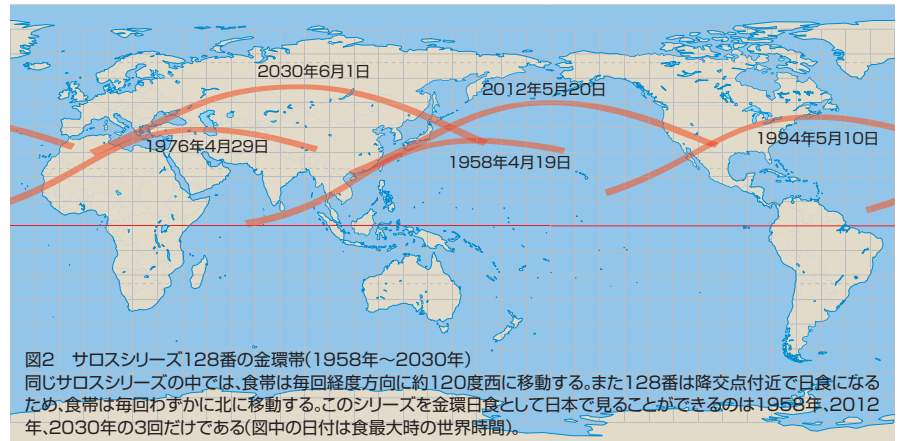 2030年6月1日
2012年5月20日
1994年5月10日
1976年4月29日
1958年4月19日
図2　サロスシリーズ128番の金環帯(1958年〜2030年)
同じサロスシリーズの中では、食帯は毎回経度方向に約120度西に移動する。また128番は降交点付近で日食になる
ため、食帯は毎回わずかに北に移動する。このシリーズを金環日食として日本で見ることができるのは1958年、2012
年、2030年の3回だけである(図中の日付は食最大時の世界時間)。